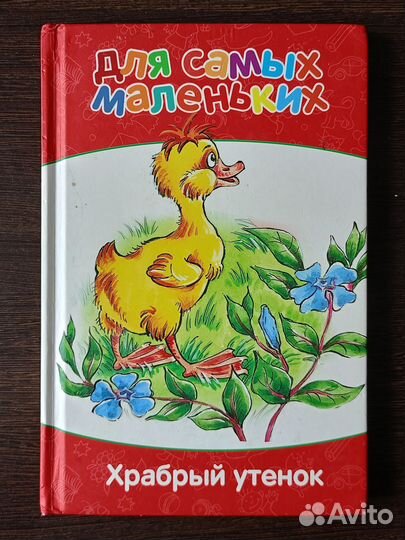 для самых
маленьких
Храбрый утенок
Avito